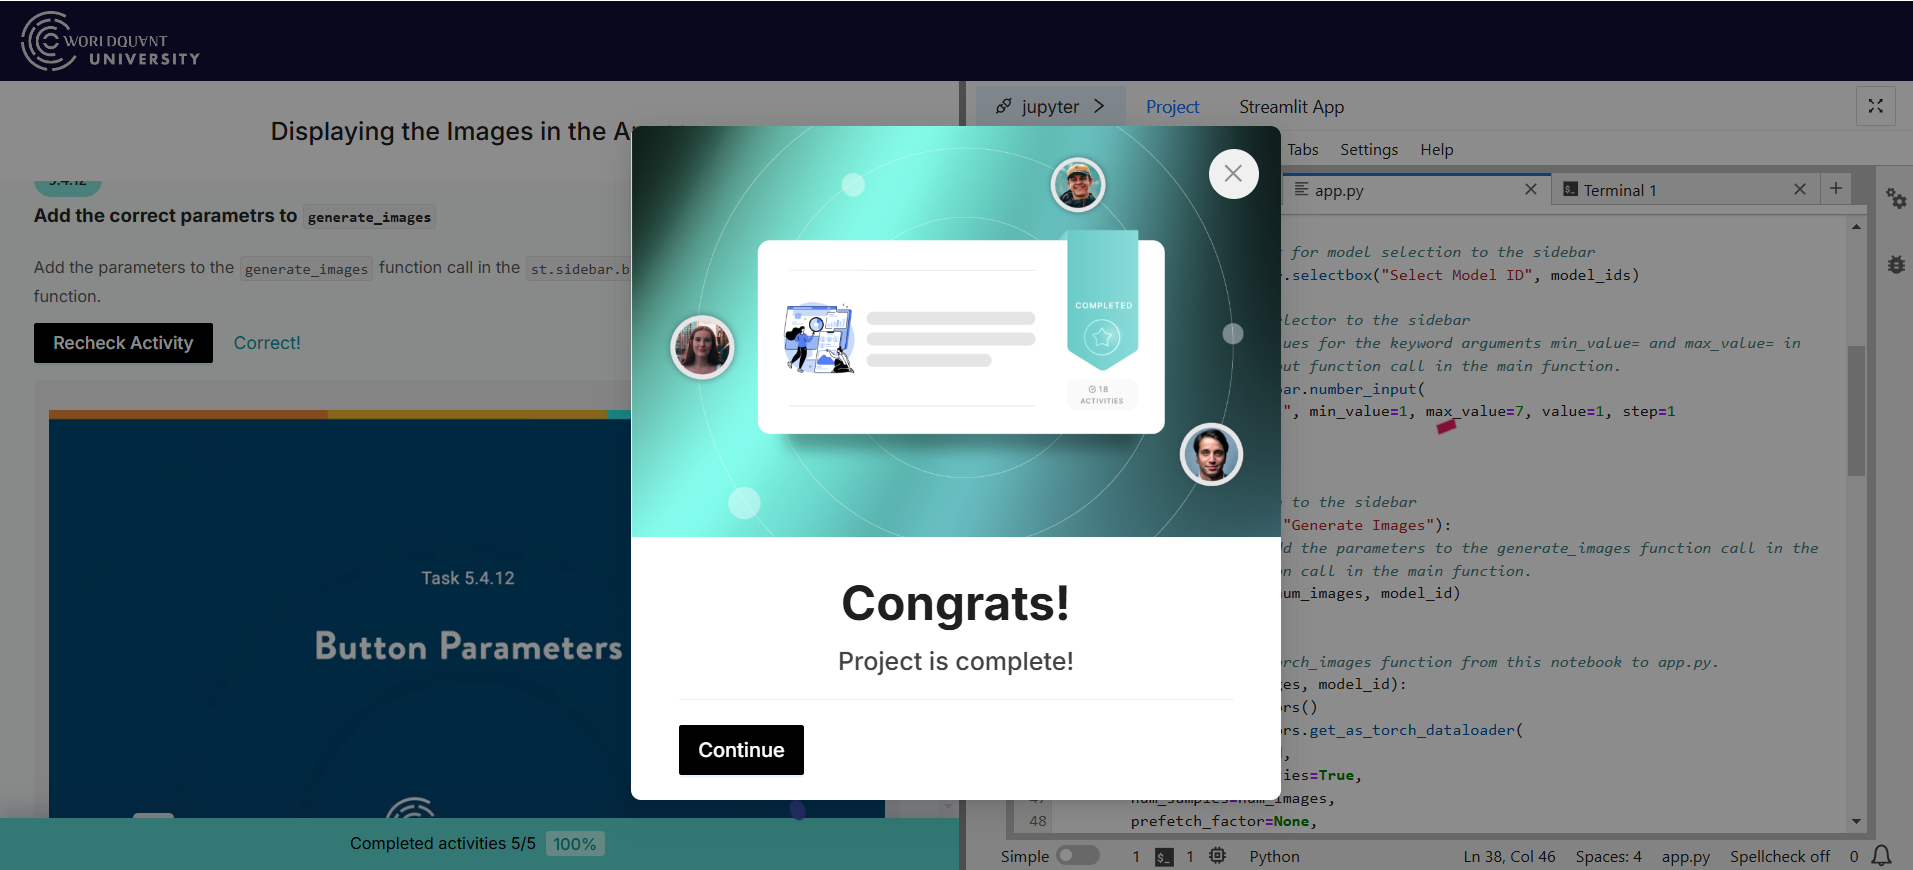 WORLDQUANT
UNIVERSITY
Displaying the Images in the A
5.4.12
Add the correct parametrs to generate_images
Add the parameters to the generate_images function call in the st.sidebar.b
function.
Recheck Activity
Correct!
Task 5.4.12
Button Parameters
Completed activities 5/5 100%
COMPLETED
18
ACTIVITIES
Congrats!
Project is complete!
Continue
jupyter
Project
Streamlit App
Tabs Settings Help
app.py
Terminal 1
for model selection to the sidebar
.selectbox("Select Model ID", model_ids)
lector to the sidebar
ues for the keyword arguments min_value= and max_value= in
ut function call in the main function.
ar.number_input(
", min_value=1, max_value=7, value=1, step=1
to the sidebar
"Generate Images"):
d the parameters to the generate_images function call in the
n call in the main function.
um_images, model_id)
rch_images function from this notebook to app.py.
es, model_id):
rs()
rs.get_as_torch_dataloader(
,
ies=True,
47 num_samples=num_images,
48 prefetch_factor=None,
Simple 1 $_ 1 Python Ln 38, Col 46 Spaces: 4 app.py Spellcheck off 0